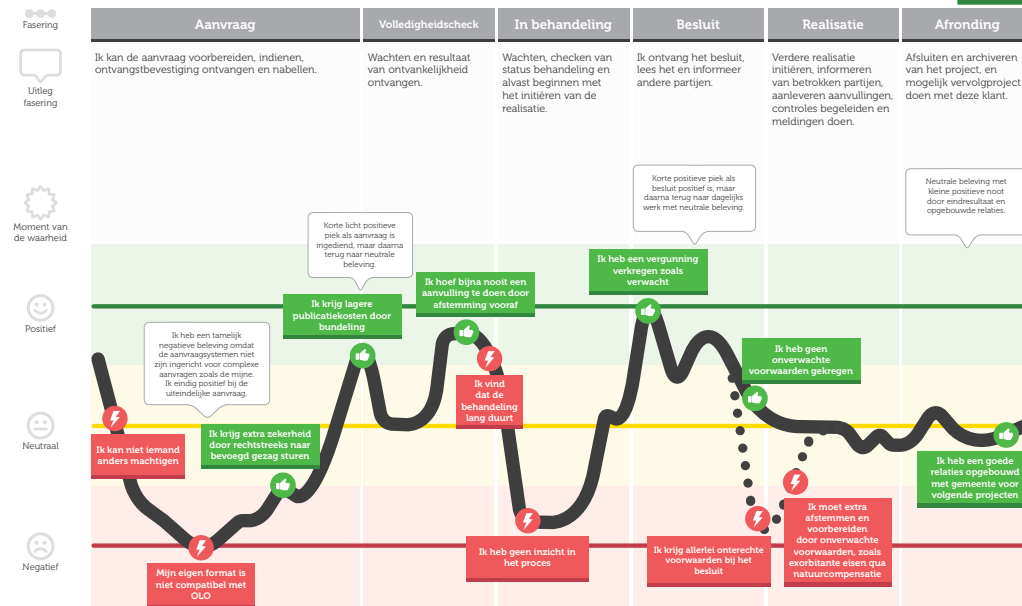 Fasering
Aanvraag
Volledigheidscheck
In behandeling
Besluit
Realisatie
Afronding
Uitleg
fasering
Ik kan de aanvraag voorbereiden, indienen,
ontvangstbevestiging ontvangen en nabellen.
Wachten en resultaat
van ontvankelijkheid
ontvangen.
Wachten, checken van
status behandeling en
alvast beginnen met
het initiëren van de
realisatie.
Ik ontvang het besluit,
lees het en informeer
andere partijen.
Verdere realisatie
initiëren, informeren
van betrokken partijen,
aanleveren aanvullingen,
controles begeleiden en
meldingen doen.
Afsluiten en archiveren
van het project, en
mogelijk vervolgproject
doen met deze klant.
Moment van
de waarheid
Korte licht positieve
piek als aanvraag is
ingediend, maar daarna
terug naar neutrale
beleving.
Korte positieve piek als
besluit positief is, maar
daarna terug naar dagelijks
werk met neutrale beleving.
Neutrale beleving met
kleine positieve noot
door eindresultaat en
opgebouwde relaties.
Ik heb een tamelijk
negatieve beleving omdat
de aanvraagsystemen niet
zijn ingericht voor complexe
aanvragen zoals de mijne.
Ik eindig positief bij de
uiteindelijke aanvraag.
Positief
Neutraal
Negatief
Ik krijg lagere
publicatiekosten door
bundeling
Ik hoef bijna nooit een
aanvulling te doen door
afstemming vooraf
Ik heb een vergunning
verkregen zoals
verwacht
Ik heb geen
onverwachte
voorwaarden gekregen
Ik vind
dat de
behandeling
lang duurt
Ik kan niet iemand
anders machtigen
Ik krijg extra zekerheid
door rechtstreeks naar
bevoegd gezag sturen
Ik heb een goede
relaties opgebouwd
met gemeente voor
volgende projecten
Mijn eigen format is
niet compatibel met
OLO
Ik heb geen inzicht in
het proces
Ik krijg allerlei onterechte
voorwaarden bij het
besluit
Ik moet extra
afstemmen en
voorbereiden
door onverwachte
voorwaarden, zoals
exorbitante eisen qua
natuurcompensatie